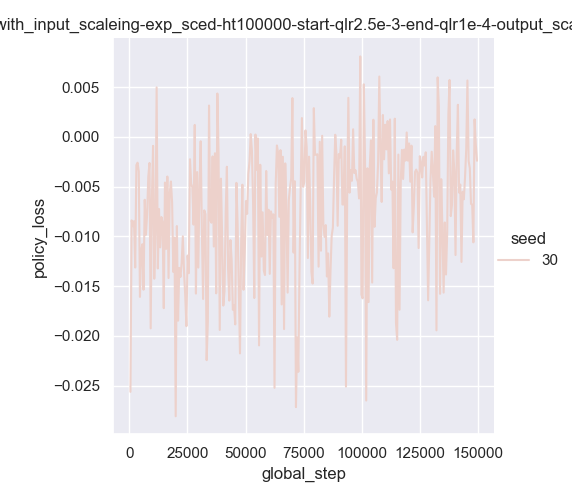 with_input_scaleing-exp_sced-ht100000-start-qlr2.5e-3-end-qlr1e-4-output_sca
0.005
0.000
−0.005
−0.010
−0.015
−0.020
−0.025
policy_loss
0 25000 50000 75000 100000 125000 150000
global_step
seed
30